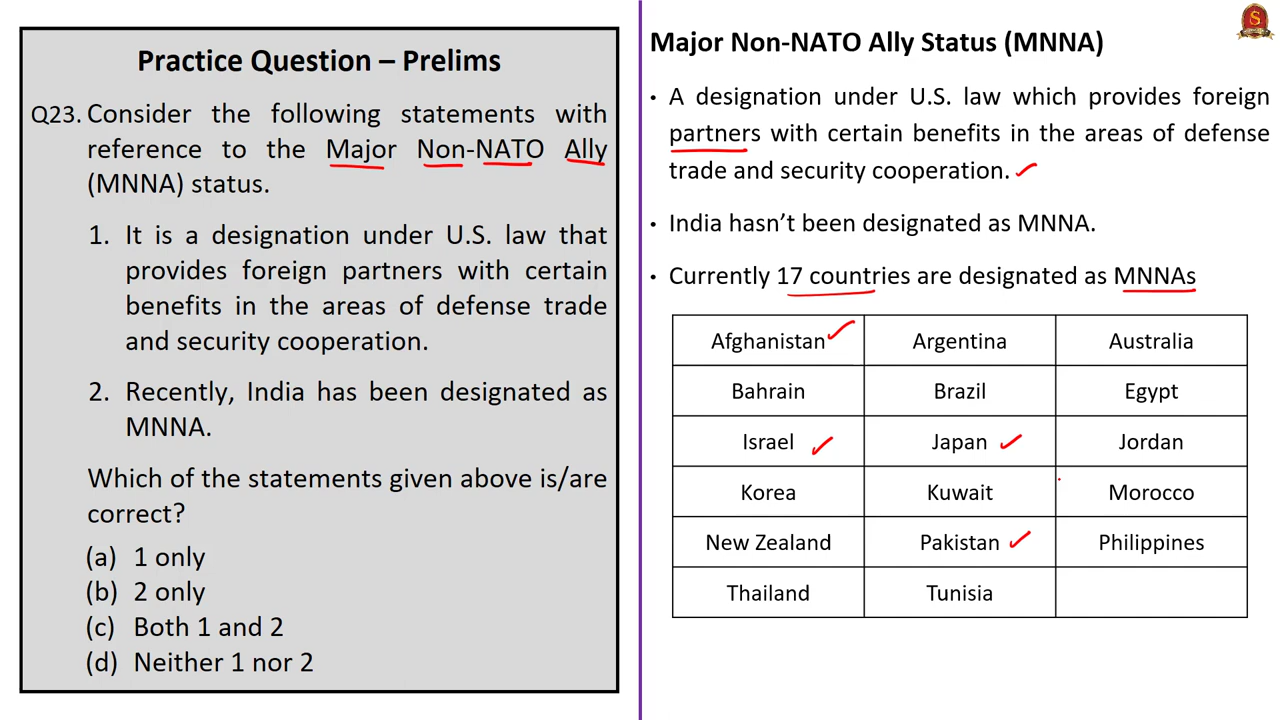 Practice Question – Prelims
Q23. Consider the following statements with
reference to the Major Non-NATO Ally
(MNNA) status.
1. It is a designation under U.S. law that
provides foreign partners with certain
benefits in the areas of defense trade
and security cooperation.
2. Recently, India has been designated as
MNNA.
Which of the statements given above is/are
correct?
(a) 1 only
(b) 2 only
(c) Both 1 and 2
(d) Neither 1 nor 2
Major Non-NATO Ally Status (MNNA)
• A designation under U.S. law which provides foreign
partners with certain benefits in the areas of defense
trade and security cooperation.
• India hasn't been designated as MNNA.
• Currently 17 countries are designated as MNNAs
Afghanistan Argentina Australia
Bahrain Brazil Egypt
Israel Japan Jordan
Korea Kuwait Morocco
New Zealand Pakistan Philippines
Thailand Tunisia
S